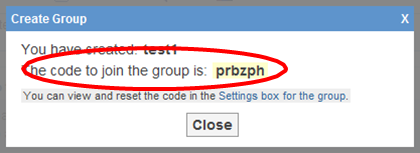 Create Group X
You have created: test1
The code to join the group is: prbzph
You can view and reset the code in the Settings box for the group.
Close